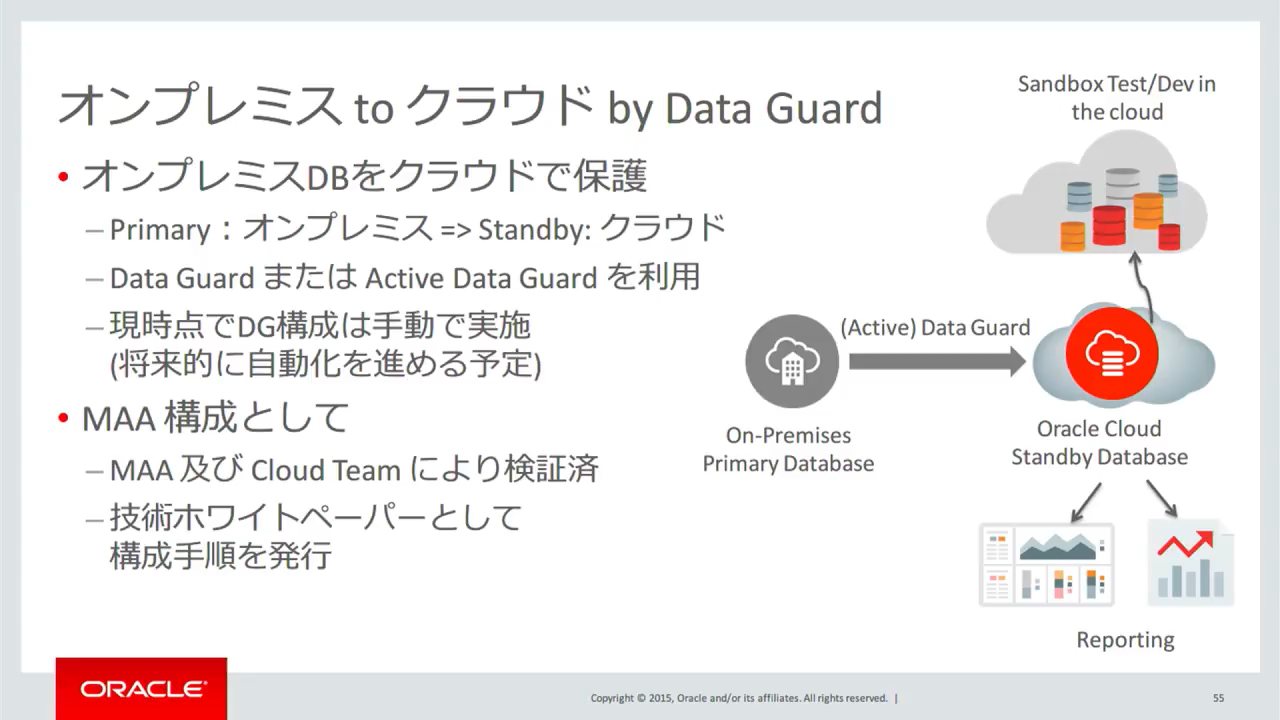 オンプレミス to クラウド by Data Guard
• オンプレミスDBをクラウドで保護
– Primary：オンプレミス => Standby: クラウド
– Data Guard または Active Data Guard を利用
– 現時点でDG構成は手動で実施
(将来的に自動化を進める予定)
• MAA 構成として
– MAA 及び Cloud Team により検証済
– 技術ホワイトペーパーとして
構成手順を発行
Sandbox Test/Dev in
the cloud
(Active) Data Guard
On-Premises
Primary Database
Oracle Cloud
Standby Database
Reporting
ORACLE®
Copyright © 2015, Oracle and/or its affiliates. All rights reserved. |
55